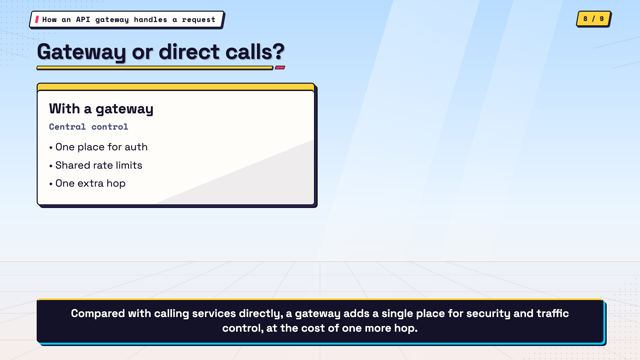 How an API gateway handles a request
8 / 9
Gateway or direct calls?
With a gateway
Central control
• One place for auth
• Shared rate limits
• One extra hop
Compared with calling services directly, a gateway adds a single place for security and traffic
control, at the cost of one more hop.